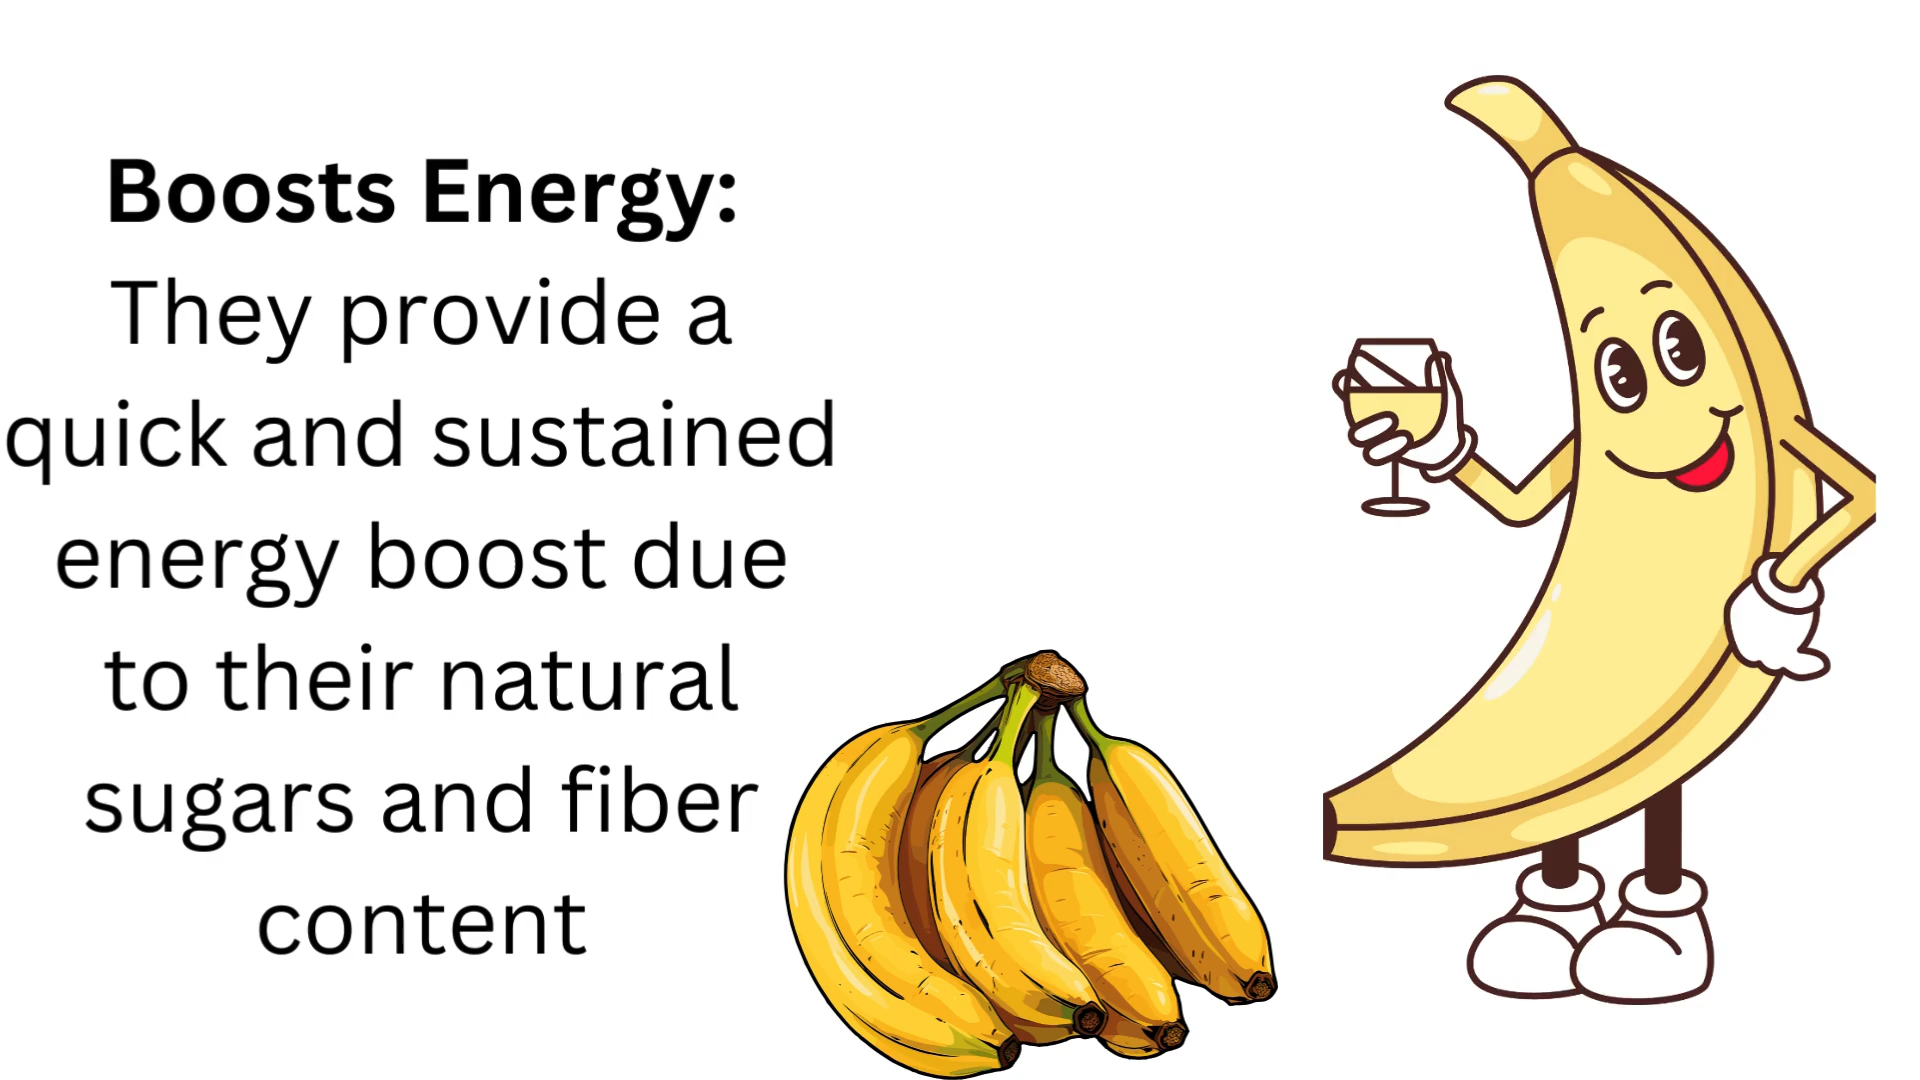 Boosts Energy:
They provide a
quick and sustained
energy boost due
to their natural
sugars and fiber
content